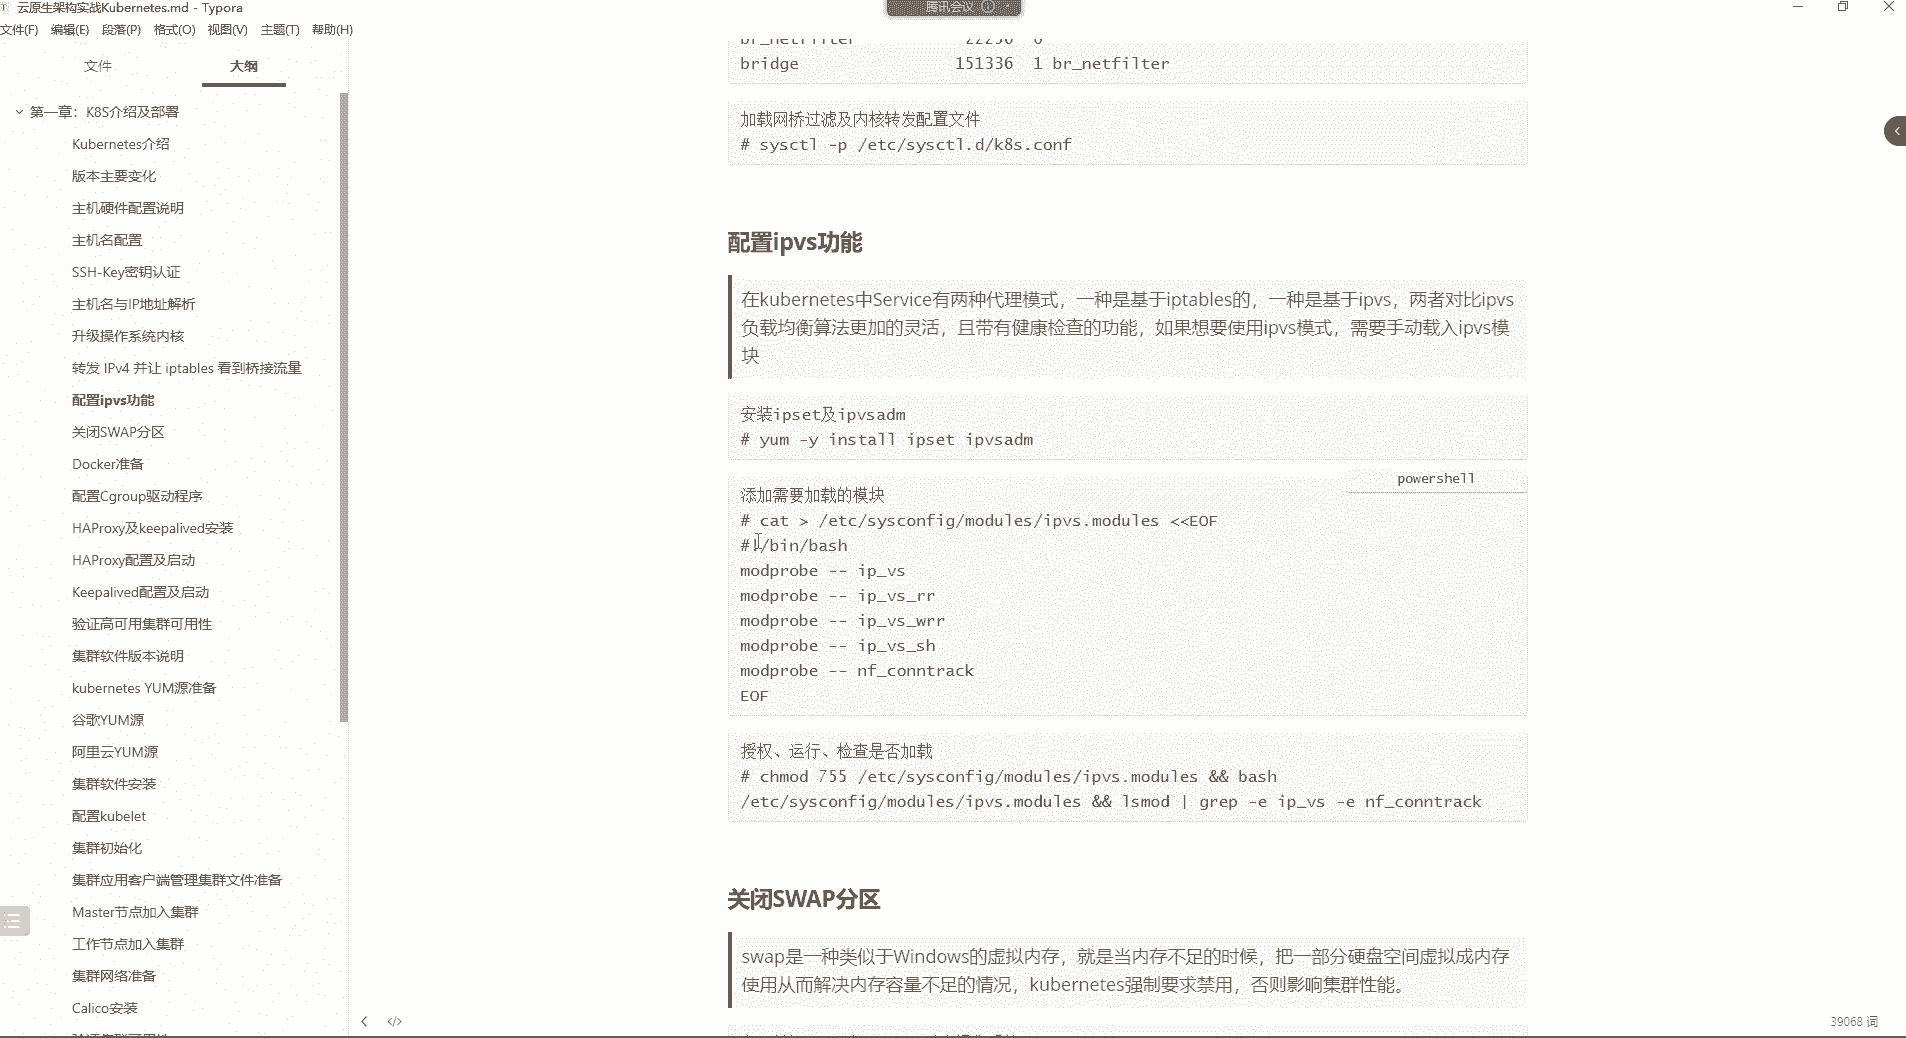 云原生架构实战Kubernetes.md - Typora
腾讯会议
文件(F) 编辑(E) 段落(P) 格式(O) 视图(V) 主题(T) 帮助(H)
文件 大纲
第一章：K8S介绍及部署
Kubernetes介绍
版本主要变化
主机硬件配置说明
主机名配置
SSH-Key密钥认证
主机名与IP地址解析
升级操作系统内核
转发 IPv4 并让 iptables 看到桥接流量
配置ipvs功能
关闭SWAP分区
Docker准备
配置Cgroup驱动程序
HAProxy及keepalived安装
HAProxy配置及启动
Keepalived配置及启动
验证高可用集群可用性
集群软件版本说明
kubernetes YUM源准备
谷歌YUM源
阿里云YUM源
集群软件安装
配置kubelet
集群初始化
集群应用客户端管理集群文件准备
Master节点加入集群
工作节点加入集群
集群网络准备
Calico安装
br_netfilter 22256 0
bridge 151336 1 br_netfilter
加载网桥过滤及内核转发配置文件
# sysctl -p /etc/sysctl.d/k8s.conf
配置ipvs功能
在kubernetes中Service有两种代理模式，一种是基于iptables的，一种是基于ipvs，两者对比ipvs
负载均衡算法更加的灵活，且带有健康检查的功能，如果想要使用ipvs模式，需要手动载入ipvs模
块
安装ipset及ipvsadm
# yum -y install ipset ipvsadm
powershell
添加需要加载的模块
# cat > /etc/sysconfig/modules/ipvs.modules <<EOF
#!/bin/bash
modprobe -- ip_vs
modprobe -- ip_vs_rr
modprobe -- ip_vs_wrr
modprobe -- ip_vs_sh
modprobe -- nf_conntrack
EOF
授权、运行、检查是否加载
# chmod 755 /etc/sysconfig/modules/ipvs.modules && bash
/etc/sysconfig/modules/ipvs.modules && lsmod | grep -e ip_vs -e nf_conntrack
关闭SWAP分区
swap是一种类似于Windows的虚拟内存，就是当内存不足的时候，把一部分硬盘空间虚拟成内存
使用从而解决内存容量不足的情况，kubernetes强制要求禁用，否则影响集群性能。
39068 词